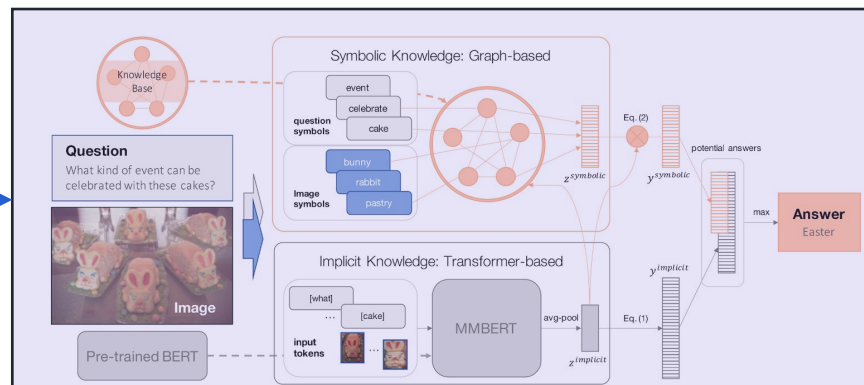 Knowledge
Base
Question
What kind of event can be
celebrated with these cakes?
Image
Pre-trained BERT
Symbolic Knowledge: Graph-based
event
celebrate
cake
question
symbols
bunny
rabbit
pastry
Image
symbols
z^symbolic
Eq. (2)
y^symbolic
potential answers
max
Answer
Easter
Implicit Knowledge: Transformer-based
[what]
...
[cake]
input
tokens
...
MMBERT
avg-pool
z^implicit
Eq. (1)
y^implicit